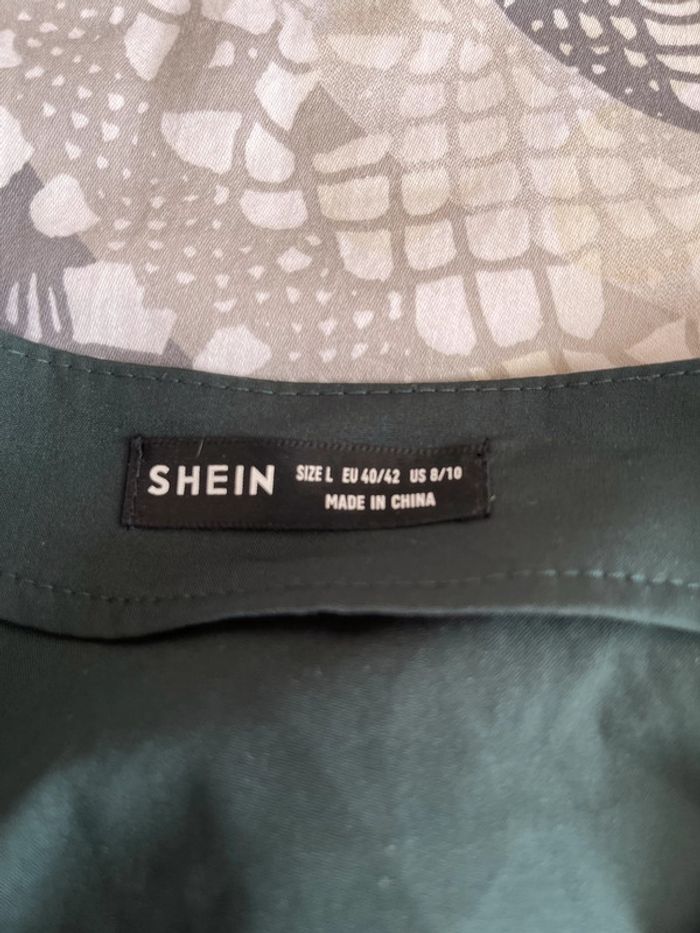 SHEIN
SIZE L EU 40/42 US 8/10
MADE IN CHINA